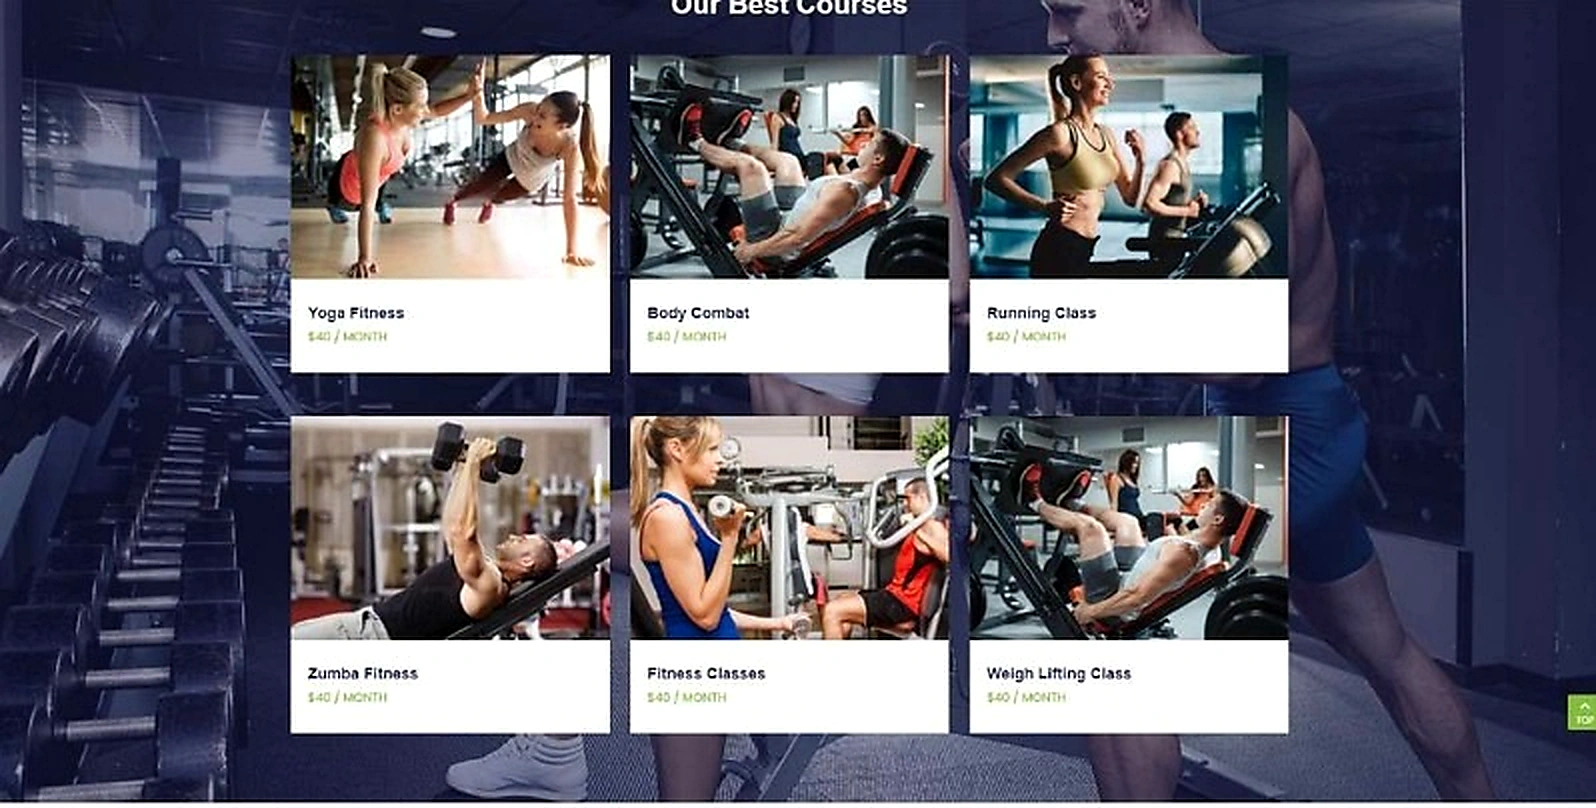 Our Best Courses
Yoga Fitness
$40 / MONTH
Body Combat
$40 / MONTH
Running Class
$40 / MONTH
Zumba Fitness
$40 / MONTH
Fitness Classes
$40 / MONTH
Weigh Lifting Class
$40 / MONTH
TOP